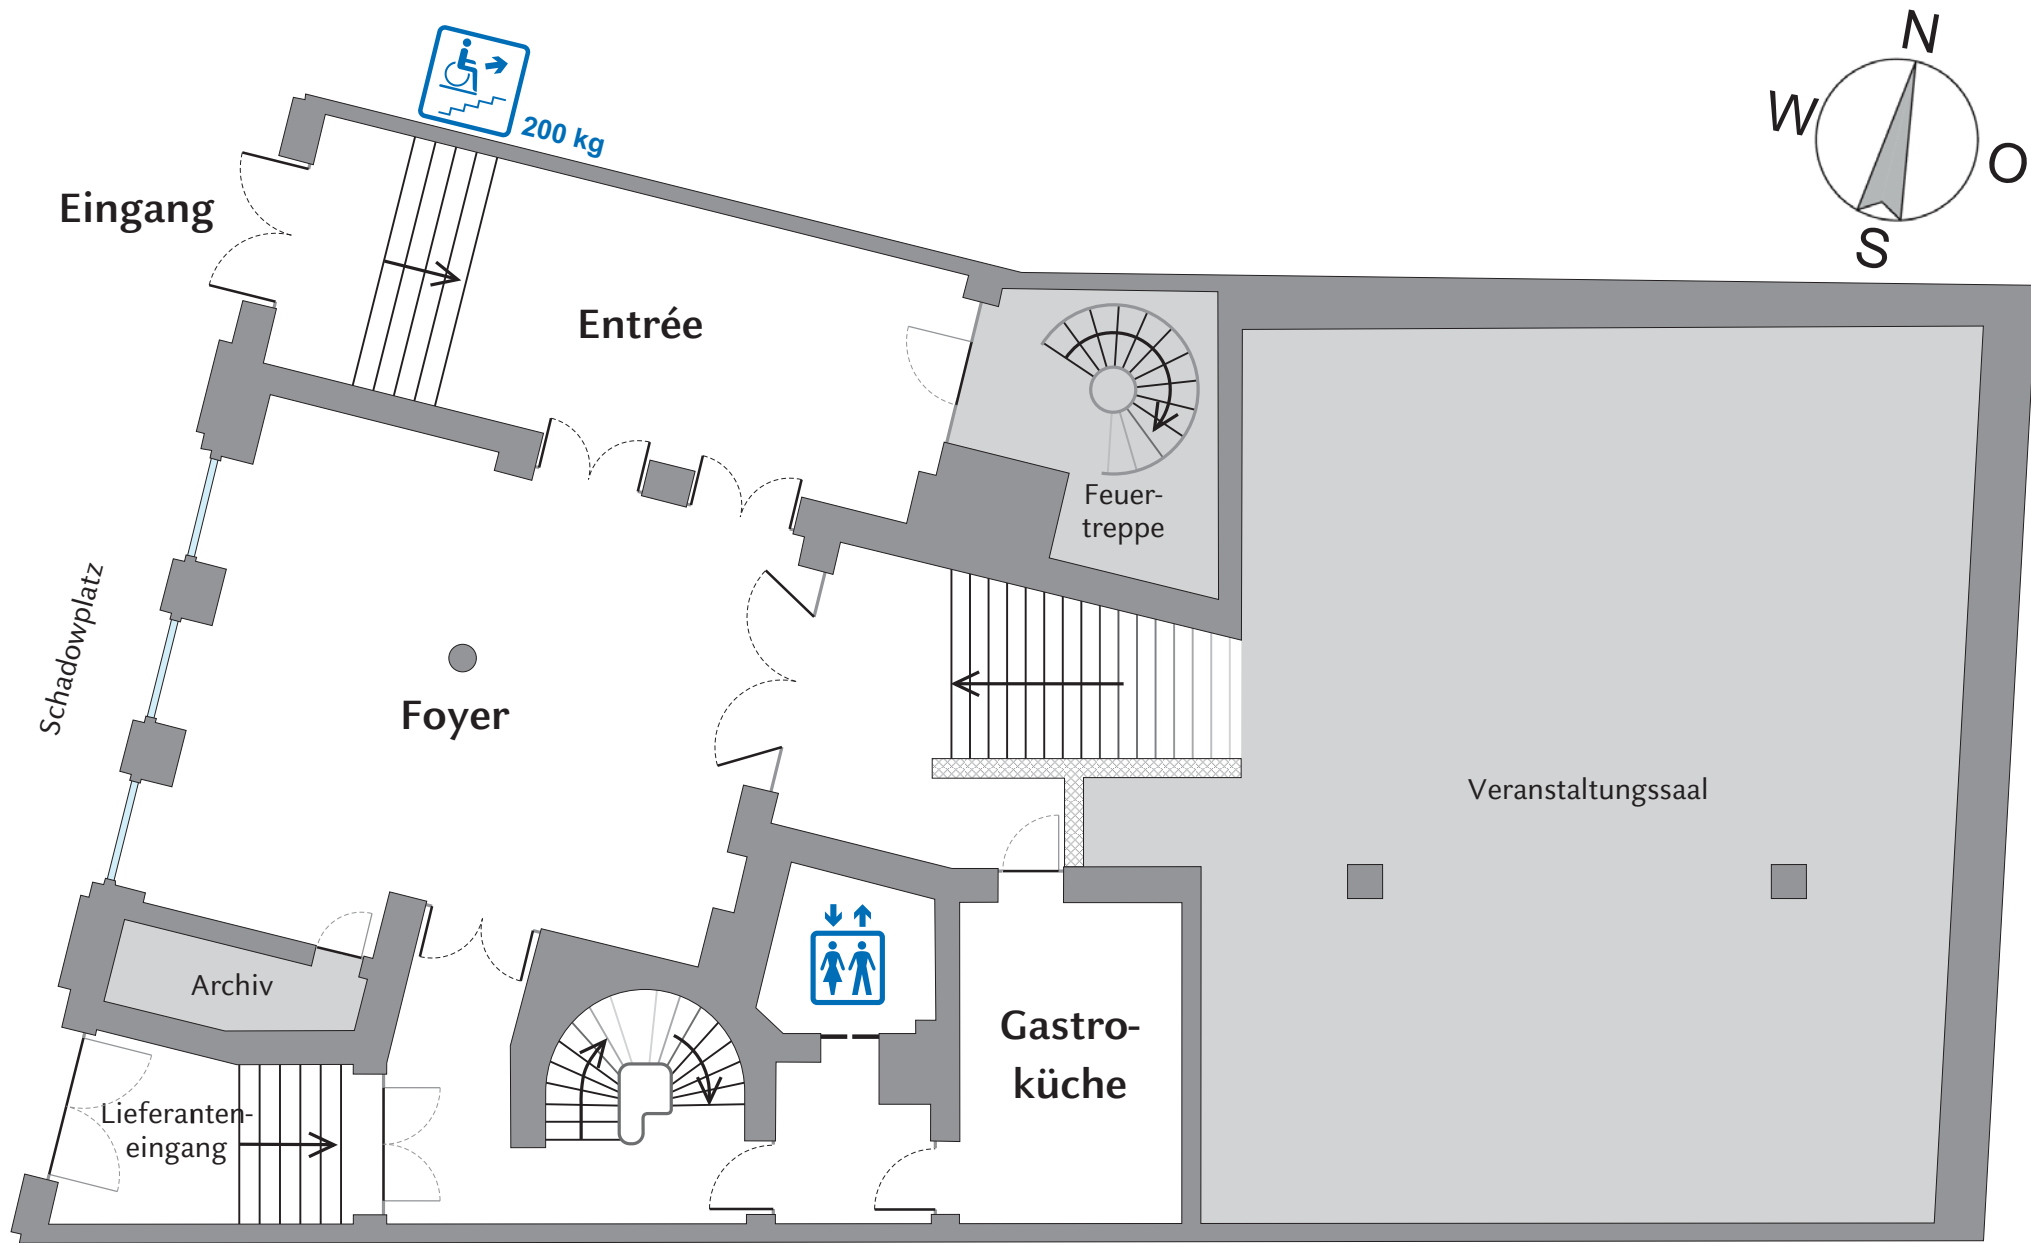 N
W
O
S
200 kg
Eingang
Entrée
Feuer-
treppe
Schadowplatz
Foyer
Veranstaltungssaal
Archiv
Gastro-
küche
Lieferanten-
eingang